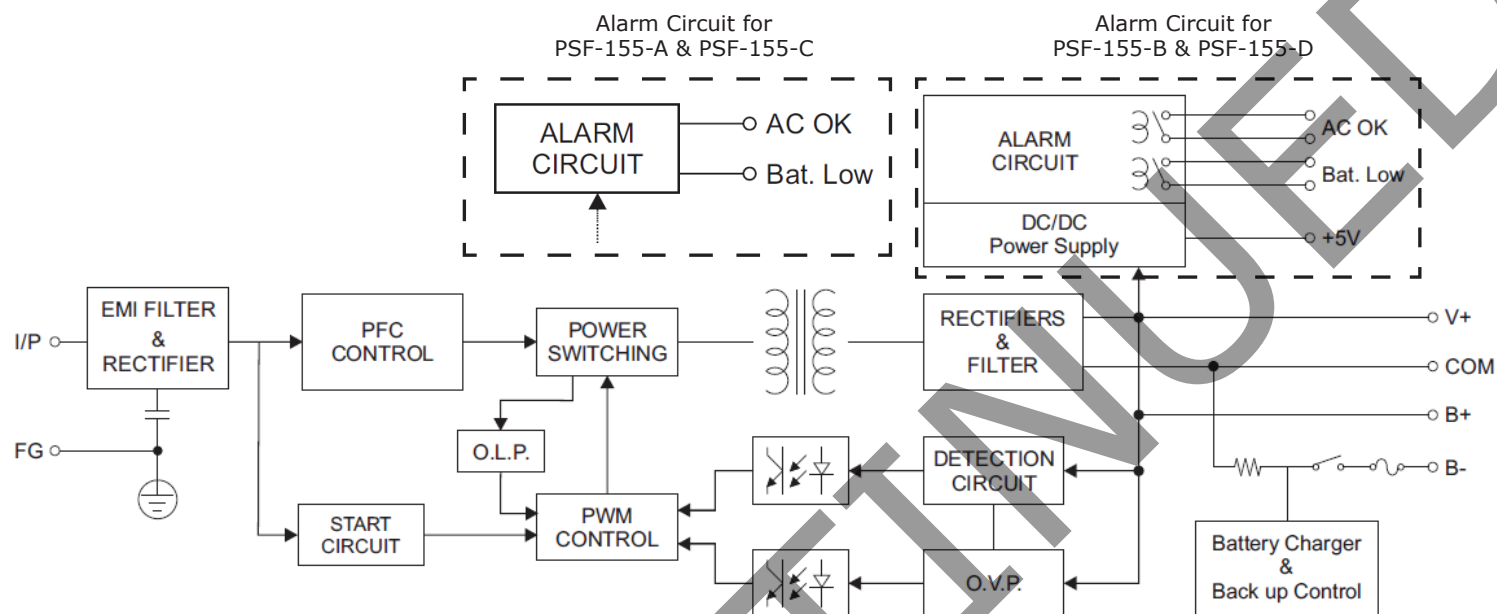 Alarm Circuit for
PSF-155-A & PSF-155-C
Alarm Circuit for
PSF-155-B & PSF-155-D
ALARM
CIRCUIT
AC OK
Bat. Low
ALARM
CIRCUIT
AC OK
Bat. Low
DC/DC
Power Supply
+5V
I/P
EMI FILTER
&
RECTIFIER
PFC
CONTROL
POWER
SWITCHING
RECTIFIERS
&
FILTER
V+
COM
B+
B-
FG
O.L.P.
DETECTION
CIRCUIT
START
CIRCUIT
PWM
CONTROL
O.V.P.
Battery Charger
&
Back up Control
TINUED